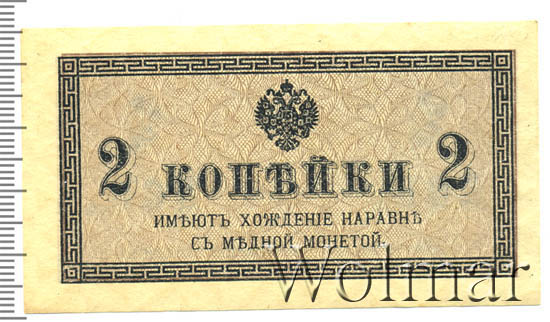 2 КОПѢЙКИ 2
ИМѢЮТЪ ХОЖДЕНІЕ НАРАВНѢ
СЪ МѢДНОЙ МОНЕТОЙ.
Wolmar